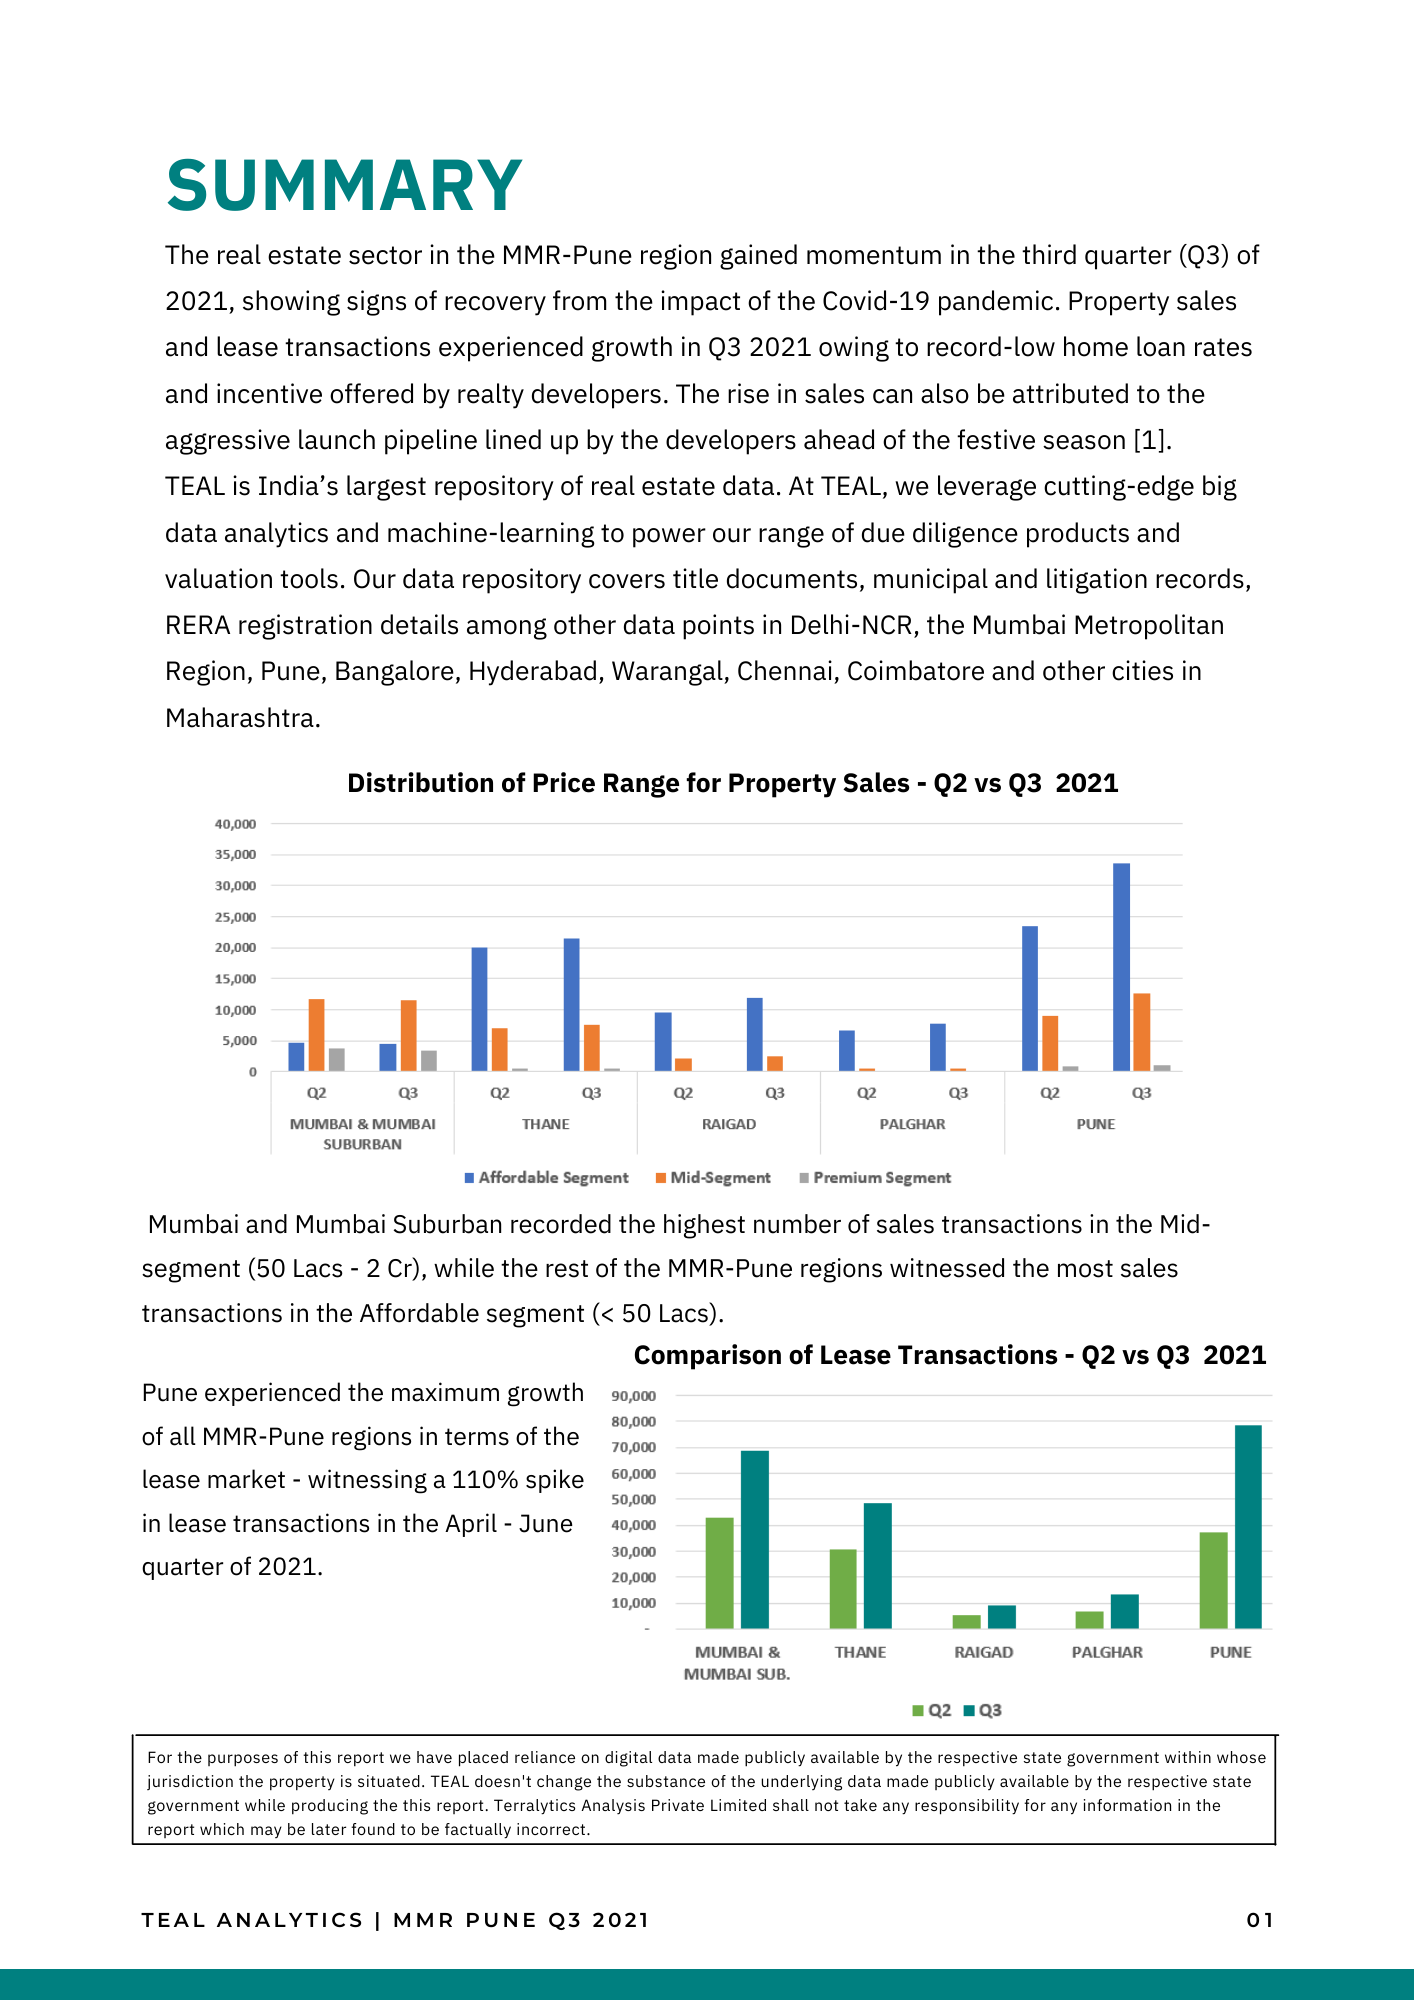 SUMMARY
The real estate sector in the MMR-Pune region gained momentum in the third quarter (Q3) of
2021, showing signs of recovery from the impact of the Covid-19 pandemic. Property sales
and lease transactions experienced growth in Q3 2021 owing to record-low home loan rates
and incentive offered by realty developers. The rise in sales can also be attributed to the
aggressive launch pipeline lined up by the developers ahead of the festive season [1].
TEAL is India’s largest repository of real estate data. At TEAL, we leverage cutting-edge big
data analytics and machine-learning to power our range of due diligence products and
valuation tools. Our data repository covers title documents, municipal and litigation records,
RERA registration details among other data points in Delhi-NCR, the Mumbai Metropolitan
Region, Pune, Bangalore, Hyderabad, Warangal, Chennai, Coimbatore and other cities in
Maharashtra.
Distribution of Price Range for Property Sales - Q2 vs Q3 2021
40,000
35,000
30,000
25,000
20,000
15,000
10,000
5,000
0
Q2 Q3 Q2 Q3 Q2 Q3 Q2 Q3 Q2 Q3
MUMBAI & MUMBAI THANE RAIGAD PALGHAR PUNE
SUBURBAN
Affordable Segment Mid-Segment Premium Segment
Mumbai and Mumbai Suburban recorded the highest number of sales transactions in the Mid-
segment (50 Lacs - 2 Cr), while the rest of the MMR-Pune regions witnessed the most sales
transactions in the Affordable segment (< 50 Lacs).
Pune experienced the maximum growth
of all MMR-Pune regions in terms of the
lease market - witnessing a 110% spike
in lease transactions in the April - June
quarter of 2021.
Comparison of Lease Transactions - Q2 vs Q3 2021
90,000
80,000
70,000
60,000
50,000
40,000
30,000
20,000
10,000
-
MUMBAI & THANE RAIGAD PALGHAR PUNE
MUMBAI SUB.
Q2 Q3
For the purposes of this report we have placed reliance on digital data made publicly available by the respective state government within whose
jurisdiction the property is situated. TEAL doesn't change the substance of the underlying data made publicly available by the respective state
government while producing the this report. Terralytics Analysis Private Limited shall not take any responsibility for any information in the
report which may be later found to be factually incorrect.
TEAL ANALYTICS | MMR PUNE Q3 2021 01